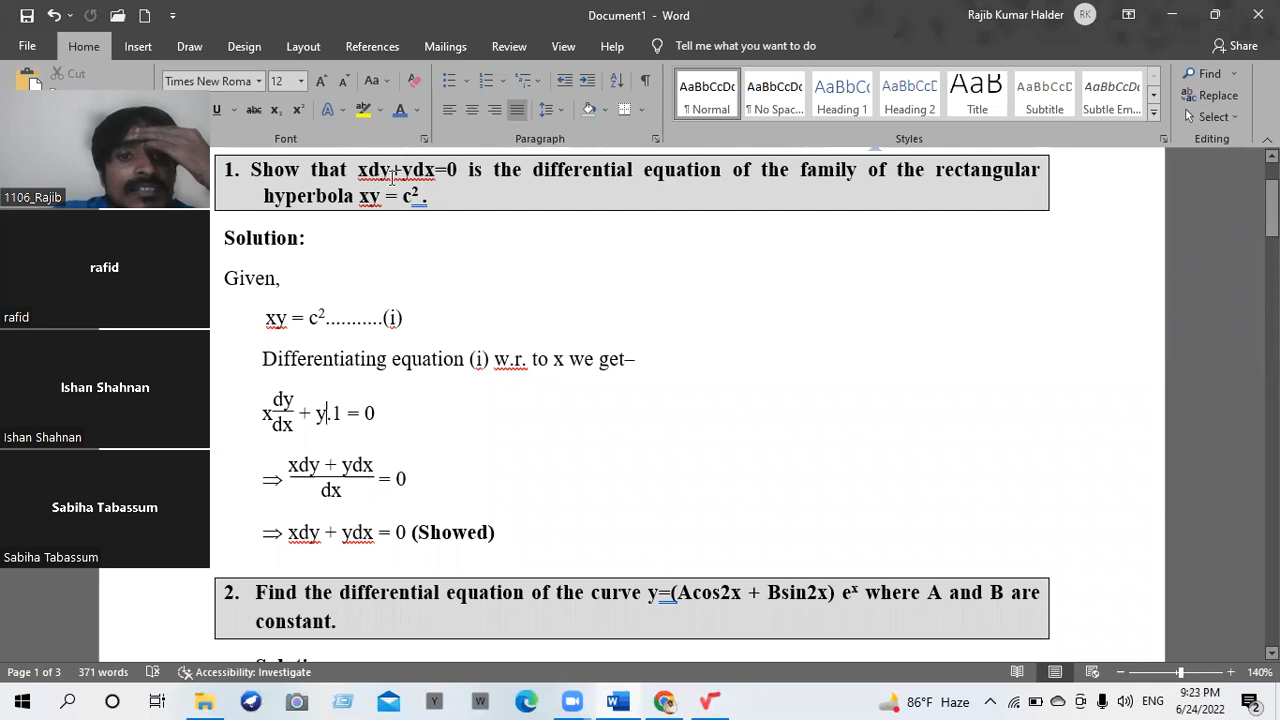 Document1 - Word
Rajib Kumar Halder
RK
File Home Insert Draw Design Layout References Mailings Review View Help Tell me what you want to do Share
Cut
Times New Roma 12 Aa
Find
Replace
Select
U abc x₂ x² A A
AaBbCcDc AaBbCcDc AaBbCc AaBbCcD AaB AaBbCcD AaBbCcDc
¶ Normal ¶ No Spac... Heading 1 Heading 2 Title Subtitle Subtle Em...
Font Paragraph Styles Editing
1106_Rajib
rafid
rafid
Ishan Shahnan
Ishan Shahnan
Sabiha Tabassum
Sabiha Tabassum
1. Show that xdy+ydx=0 is the differential equation of the family of the rectangular
hyperbola xy = c².
Solution:
Given,
xy = c²...........(i)
Differentiating equation (i) w.r. to x we get–
x dy/dx + y.1 = 0
⇒ (xdy + ydx)/dx = 0
⇒ xdy + ydx = 0 (Showed)
2. Find the differential equation of the curve y=(Acos2x + Bsin2x) eˣ where A and B are
constant.
Page 1 of 3 371 words Accessibility: Investigate 140%
86°F Haze ENG 9:23 PM
6/24/2022 2